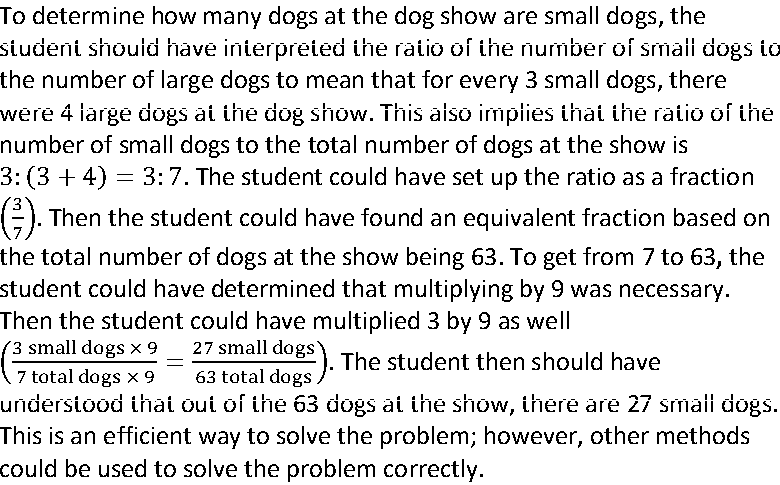 To determine how many dogs at the dog show are small dogs, the
student should have interpreted the ratio of the number of small dogs to
the number of large dogs to mean that for every 3 small dogs, there
were 4 large dogs at the dog show. This also implies that the ratio of the
number of small dogs to the total number of dogs at the show is
3: (3 + 4) = 3: 7. The student could have set up the ratio as a fraction
(3/7). Then the student could have found an equivalent fraction based on
the total number of dogs at the show being 63. To get from 7 to 63, the
student could have determined that multiplying by 9 was necessary.
Then the student could have multiplied 3 by 9 as well
(3 small dogs × 9 / 7 total dogs × 9 = 27 small dogs / 63 total dogs). The student then should have
understood that out of the 63 dogs at the show, there are 27 small dogs.
This is an efficient way to solve the problem; however, other methods
could be used to solve the problem correctly.